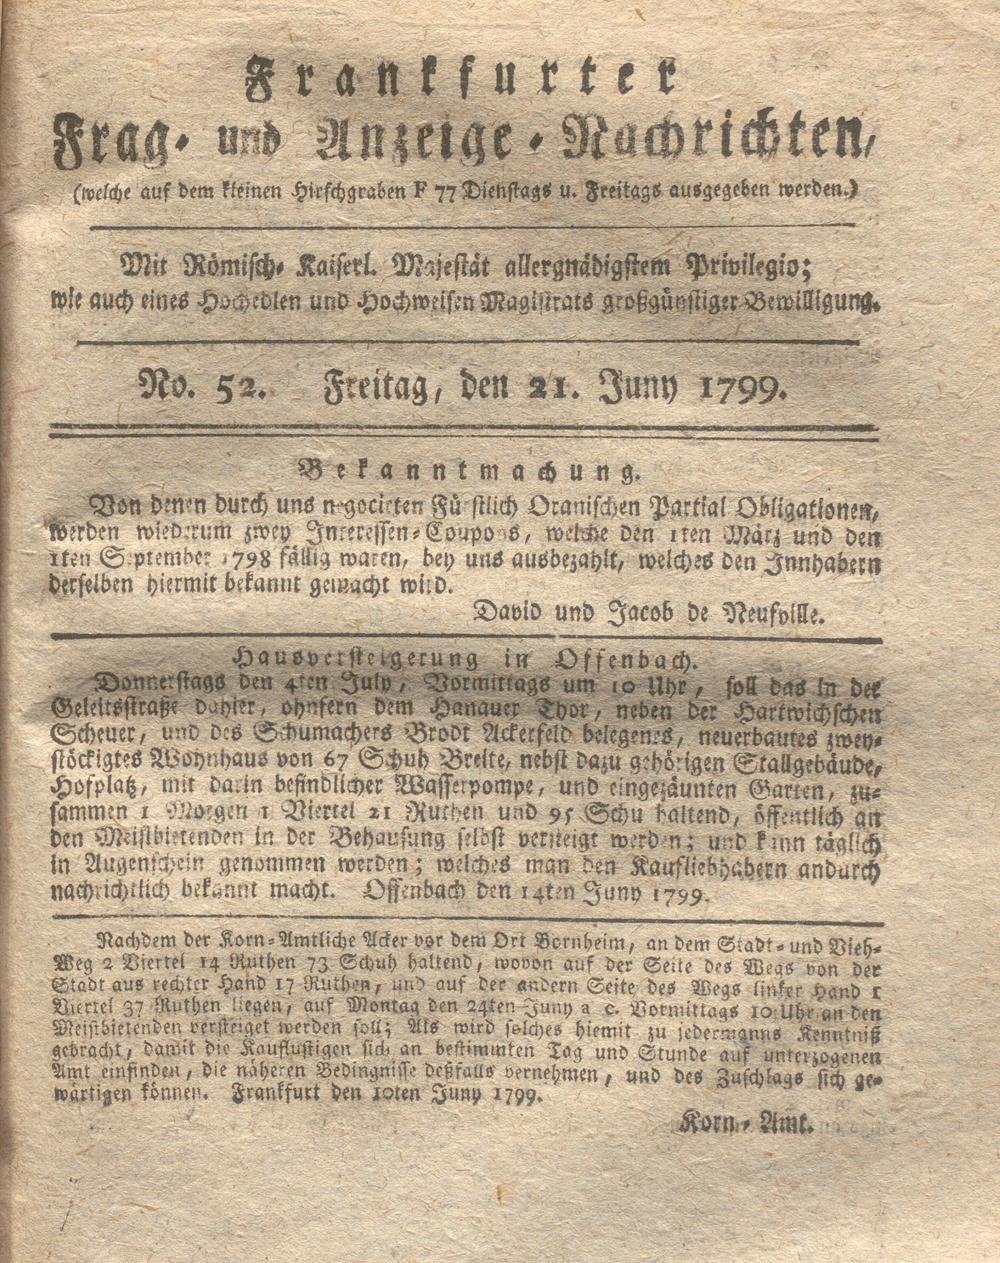 Frankfurter
Frag- und Anzeige-Nachrichten,
(welche auf dem kleinen Hirschgraben F 77 Dienstags u. Freitags ausgegeben werden.)
Mit Römisch-Kaiserl. Majestät allergnädigstem Privilegio;
wie auch eines Hochedlen und Hochweisen Magistrats großgünstiger Bewilligung.
No. 52. Freitag, den 21. Juny 1799.
Bekanntmachung.
Von denen durch uns negocirten Fürstlich Oranischen Partial Obligationen,
werden wiederum zwey Interessen-Coupons, welche den 1ten März und den
1ten September 1798 fällig waren, bey uns ausbezahlt, welches den Innhabern
derselben hiermit bekannt gemacht wird.
David und Jacob de Neufville.
Hausversteigerung in Offenbach.
Donnerstags den 4ten July, Vormittags um 10 Uhr, soll das in der
Geleitsstraße dahier, ohnfern dem Hanauer Thor, neben der Hartwichschen
Scheuer, und des Schumachers Brodt Ackerfeld belegenes, neuerbautes zwey-
stöckigtes Wohnhaus von 67 Schuh Breite, nebst dazu gehörigen Stallgebäude,
Hofplatz, mit darin befindlicher Wasserpompe, und eingezäunten Garten, zu-
sammen 1 Morgen 1 Viertel 21 Ruthen und 95 Schu haltend, öffentlich an
den Meistbietenden in der Behausung selbst versteigt werden; und kann täglich
in Augenschein genommen werden; welches man den Kaufliebhabern andurch
nachrichtlich bekannt macht. Offenbach den 14ten Juny 1799.
Nachdem der Korn-Amtliche Acker vor dem Ort Bornheim, an dem Stadt- und Vieh-
Weg 2 Viertel 14 Ruthen 73 Schuh haltend, wovon auf der Seite des Wegs von der
Stadt aus rechter Hand 17 Ruthen, und auf der andern Seite des Wegs linker Hand 1
Viertel 37 Ruthen liegen, auf Montag den 24ten Juny a c. Vormittags 10 Uhr an den
Meistbietenden versteiget werden soll; Als wird solches hiemit zu jedermanns Kenntniß
gebracht, damit die Kauflustigen sich an bestimmten Tag und Stunde auf unterzogenen
Amt einfinden, die näheren Bedingnisse deßfalls vernehmen, und des Zuschlags sich ge-
wärtigen können. Frankfurt den 10ten Juny 1799.
Korn-Amt.